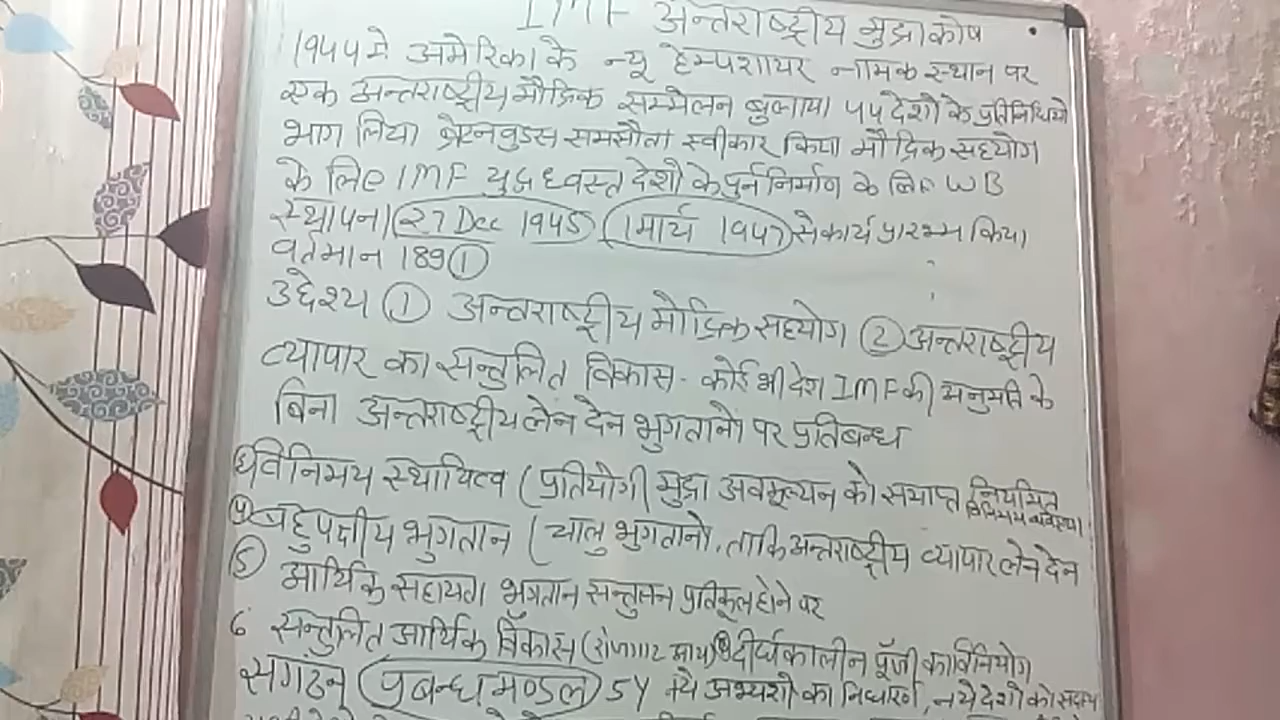 IMF अन्तराष्ट्रीय मुद्रा कोष
1944 मे अमेरिका के न्यू हेम्पशायर नामक स्थान पर
एक अन्तराष्ट्रीय मौद्रिक सम्मेलन बुलाया 44 देशो के प्रतिनिधियो
भाग लिया ब्रेटनवुडस समझौता स्वीकार किया मौद्रिक सहयोग
के लिए IMF युद्ध ध्वस्त देशो के पुर्न निर्माण के लिए WB
स्थापना 27 Dec 1945 1 मार्च 1947 से कार्य प्रारम्भ किया
वर्तमान 189 ①
उद्देश्य ① अन्तराष्ट्रीय मौद्रिक सहयोग ② अन्तराष्ट्रीय
व्यापार का सन्तुलित विकास - कोई भी देश IMF की अनुमति के
बिना अन्तराष्ट्रीय लेन देन भुगतानो पर प्रतिबन्ध
③ विनिमय स्थायित्व (प्रतियोगी मुद्रा अवमूल्यन को समाप्त नियमित विनिमय व्यवस्था)
④ बहुपक्षीय भुगतान (चालु भुगतानो, ताकि अन्तराष्ट्रीय व्यापार लेन देन
⑤ आर्थिक सहायता भुगतान सन्तुलन प्रतिकूल होने पर
6 सन्तुलित आर्थिक विकास (रोजगार आय) दीर्घकालीन पूँजी का विनियोग
सगठन प्रबन्ध मण्डल 5Y नये अभ्यशो का निर्धारण, नये देशो को सदस्य